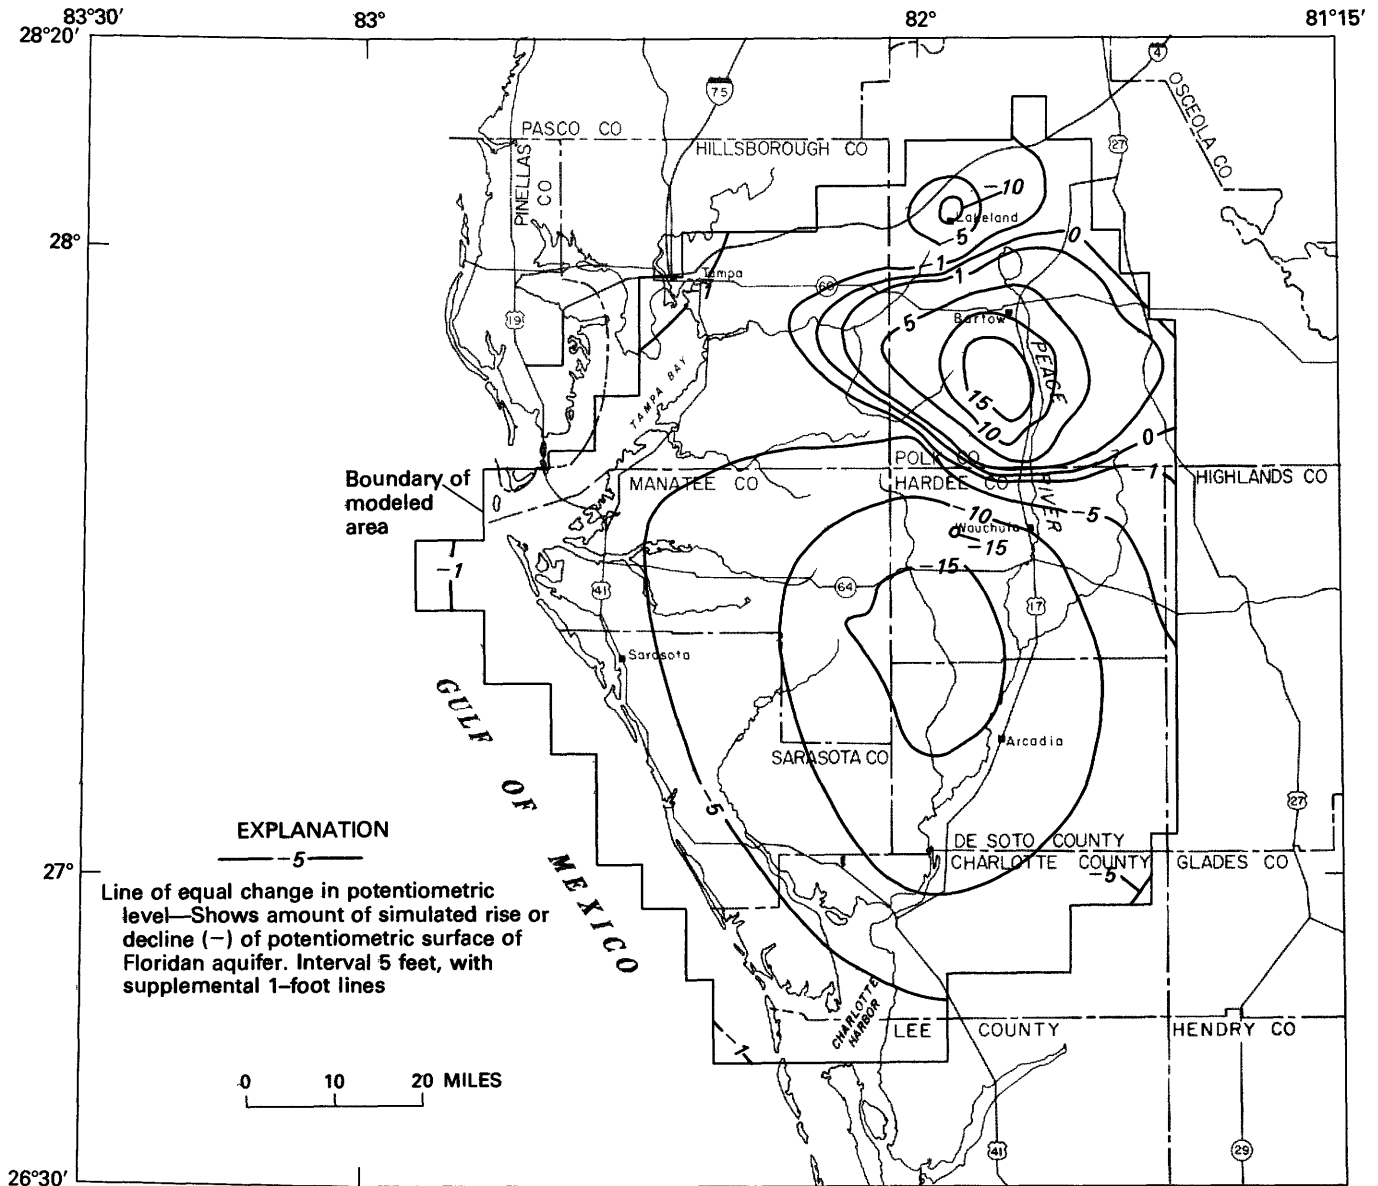 83°30′
83°
82°
81°15′
28°20′
4
75
OSCEOLA CO
PASCO CO
HILLSBOROUGH CO
27
PINELLAS CO
-10
Lakeland
-5
28°
0
-1
1
Tampa
60
19
5
Bartow
PEACE
TAMPA BAY
15
10
0
POLK CO
-1
Boundary of
modeled
area
MANATEE CO
HARDEE CO
HIGHLANDS CO
RIVER
-10
-5
Wauchula
-15
-15
-1
41
64
17
Sarasota
GULF OF MEXICO
Arcadia
SARASOTA CO
-5
27
EXPLANATION
-5
DE SOTO COUNTY
CHARLOTTE COUNTY
GLADES CO
-5
27°
Line of equal change in potentiometric
level—Shows amount of simulated rise or
decline (−) of potentiometric surface of
Floridan aquifer. Interval 5 feet, with
supplemental 1–foot lines
CHARLOTTE
HARBOR
LEE COUNTY
HENDRY CO
-1
0 10 20 MILES
41
29
26°30′